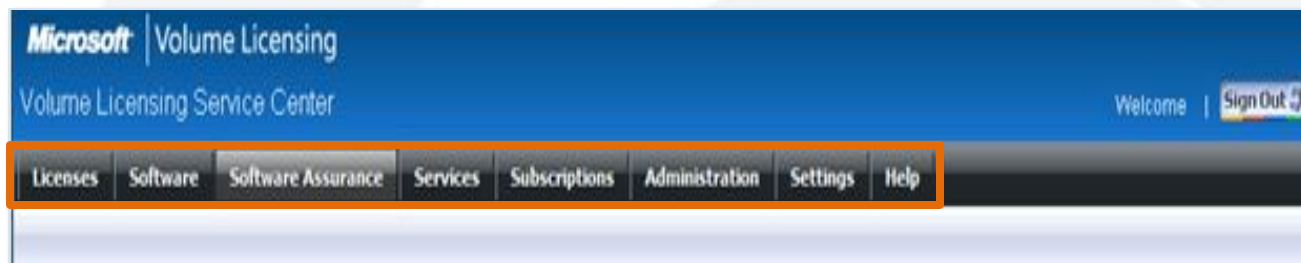 Microsoft | Volume Licensing
Volume Licensing Service Center
Welcome | Sign Out
Licenses Software Software Assurance Services Subscriptions Administration Settings Help